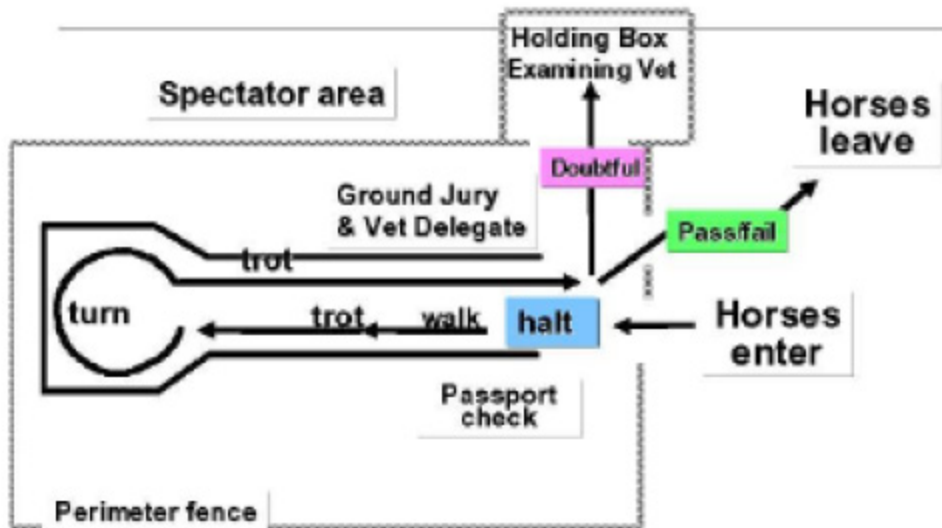 Holding Box
Examining Vet
Spectator area
Horses
leave
Doubtful
Ground Jury
& Vet Delegate
Pass/fail
trot
turn
trot
walk
halt
Horses
enter
Passport
check
Perimeter fence